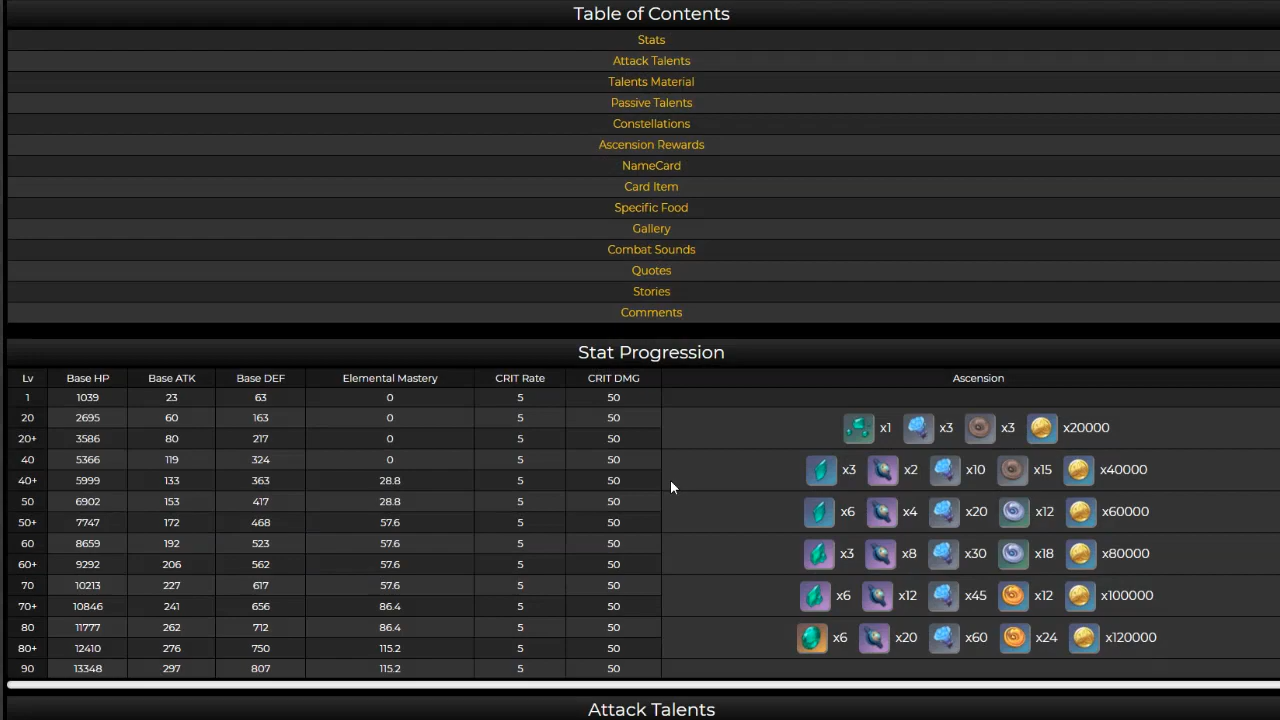 Table of Contents
Stats
Attack Talents
Talents Material
Passive Talents
Constellations
Ascension Rewards
NameCard
Card Item
Specific Food
Gallery
Combat Sounds
Quotes
Stories
Comments
Stat Progression
Lv Base HP Base ATK Base DEF Elemental Mastery CRIT Rate CRIT DMG Ascension
1 1039 23 63 0 5 50
20 2695 60 163 0 5 50
x1 x3 x3 x20000
20+ 3586 80 217 0 5 50
40 5366 119 324 0 5 50
x3 x2 x10 x15 x40000
40+ 5999 133 363 28.8 5 50
50 6902 153 417 28.8 5 50
x6 x4 x20 x12 x60000
50+ 7747 172 468 57.6 5 50
60 8659 192 523 57.6 5 50
x3 x8 x30 x18 x80000
60+ 9292 206 562 57.6 5 50
70 10213 227 617 57.6 5 50
x6 x12 x45 x12 x100000
70+ 10846 241 656 86.4 5 50
80 11777 262 712 86.4 5 50
x6 x20 x60 x24 x120000
80+ 12410 276 750 115.2 5 50
90 13348 297 807 115.2 5 50
Attack Talents